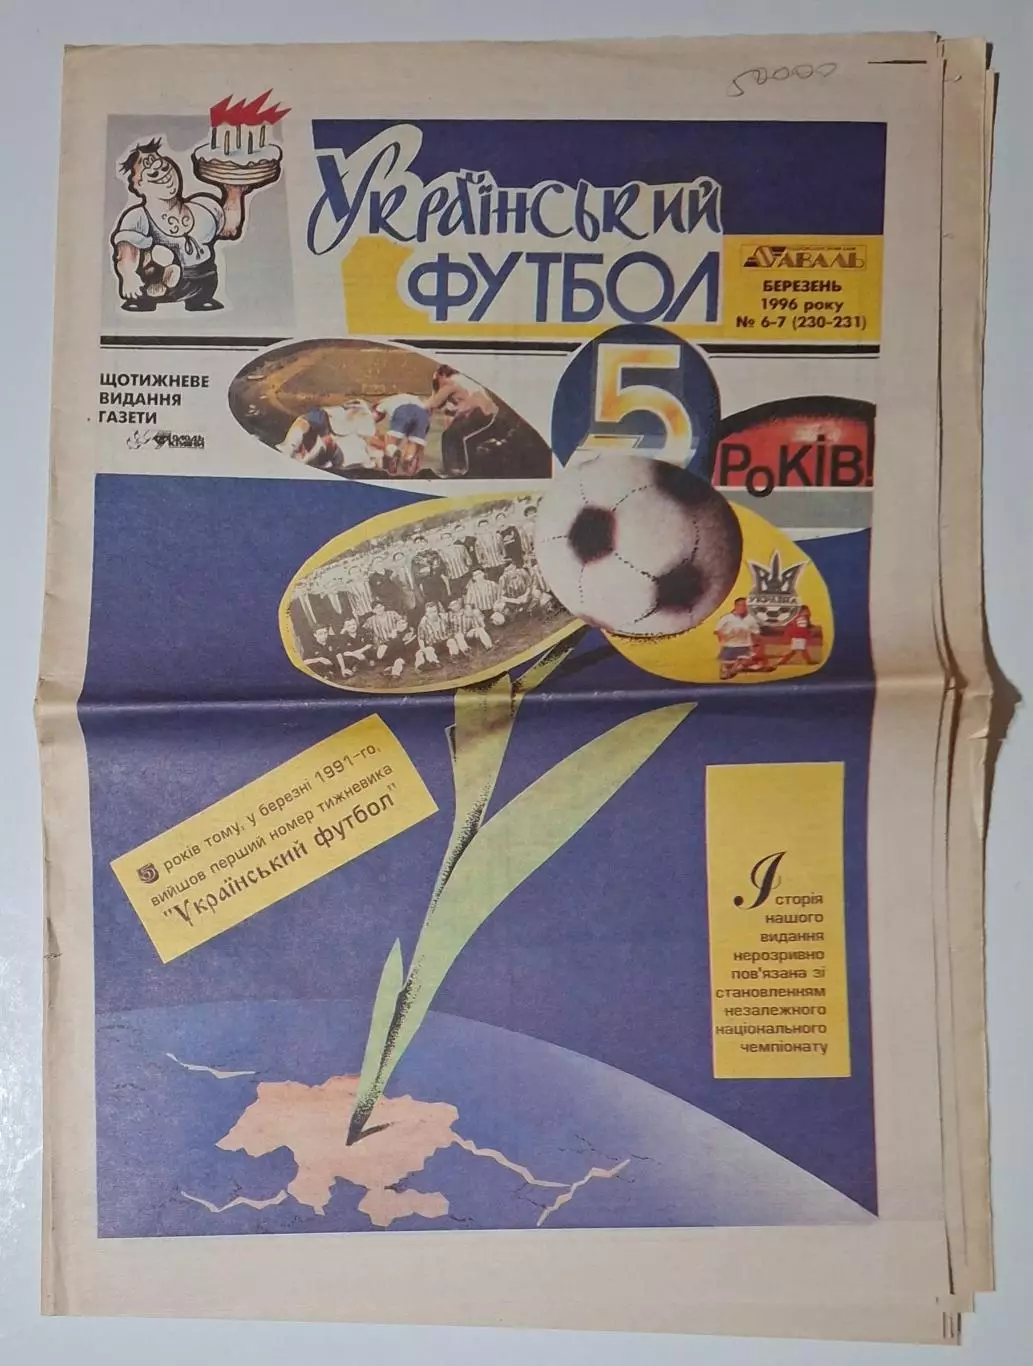 50000
Український
ФУТБОЛ
АВАЛЬ
БЕРЕЗЕНЬ
1996 року
№ 6-7 (230-231)
ЩОТИЖНЕВЕ
ВИДАННЯ
ГАЗЕТИ
5
РоКІВ!
УКРАЇНА
5 років тому, у березні 1991-го,
вийшов перший номер тижневика
"Український футбол"
Історія
нашого
видання
нерозривно
пов'язана зі
становленням
незалежного
національного
чемпіонату